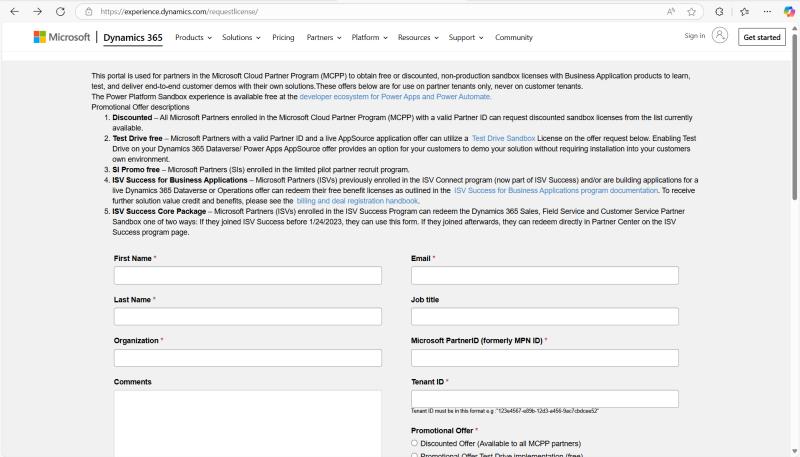 https://experience.dynamics.com/requestlicense/
Microsoft | Dynamics 365 Products Solutions Pricing Partners Platform Resources Support Community Sign in Get started
This portal is used for partners in the Microsoft Cloud Partner Program (MCPP) to obtain free or discounted, non-production sandbox licenses with Business Application products to learn,
test, and deliver end-to-end customer demos with their own solutions.These offers below are for use on partner tenants only, never on customer tenants.
The Power Platform Sandbox experience is available free at the developer ecosystem for Power Apps and Power Automate.
Promotional Offer descriptions
1. Discounted – All Microsoft Partners enrolled in the Microsoft Cloud Partner Program (MCPP) with a valid Partner ID can request discounted sandbox licenses from the list currently
available.
2. Test Drive free – Microsoft Partners with a valid Partner ID and a live AppSource application offer can utilize a Test Drive Sandbox License on the offer request below. Enabling Test
Drive on your Dynamics 365 Dataverse/ Power Apps AppSource offer provides an option for your customers to demo your solution without requiring installation into your customers
own environment.
3. SI Promo free – Microsoft Partners (SIs) enrolled in the limited pilot partner recruit program.
4. ISV Success for Business Applications – Microsoft Partners (ISVs) previously enrolled in the ISV Connect program (now part of ISV Success) and/or are building applications for a
live Dynamics 365 Dataverse or Operations offer can redeem their free benefit licenses as outlined in the ISV Success for Business Applications program documentation. To receive
further solution value credit and benefits, please see the billing and deal registration handbook.
5. ISV Success Core Package – Microsoft Partners (ISVs) enrolled in the ISV Success Program can redeem the Dynamics 365 Sales, Field Service and Customer Service Partner
Sandbox one of two ways: If they joined ISV Success before 1/24/2023, they can use this form. If they joined afterwards, they can redeem directly in Partner Center on the ISV
Success program page.
First Name * Email *
Last Name * Job title
Organization * Microsoft PartnerID (formerly MPN ID) *
Comments Tenant ID *
Tenant ID must be in this format e.g. "123e4567-e89b-12d3-a456-9ac7cbdcee52"
Promotional Offer *
Discounted Offer (Available to all MCPP partners)
Promotional Offer Test Drive implementation (free)